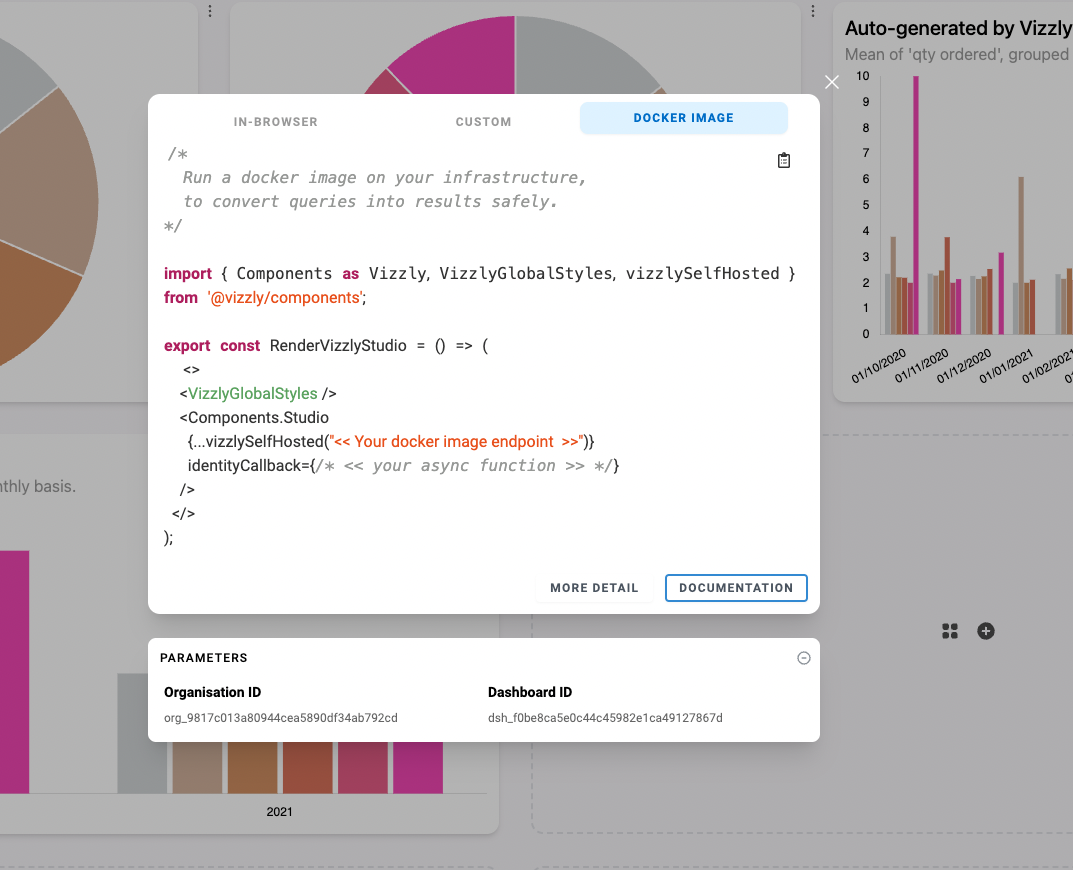 Auto-generated by Vizzly
Mean of 'qty ordered', grouped
10
9
8
7
6
5
4
3
2
1
0
01/10/2020
01/11/2020
01/12/2020
01/01/2021
01/02/2021
IN-BROWSER
CUSTOM
DOCKER IMAGE
/*
Run a docker image on your infrastructure,
to convert queries into results safely.
*/
import { Components as Vizzly, VizzlyGlobalStyles, vizzlySelfHosted }
from '@vizzly/components';
export const RenderVizzlyStudio = () => (
<>
<VizzlyGlobalStyles />
<Components.Studio
{...vizzlySelfHosted("<< Your docker image endpoint >>")}
identityCallback={/* << your async function >> */}
/>
</>
);
MORE DETAIL
DOCUMENTATION
nthly basis.
PARAMETERS
Organisation ID
Dashboard ID
org_9817c013a80944cea5890df34ab792cd
dsh_f0be8ca5e0c44c45982e1ca49127867d
2021